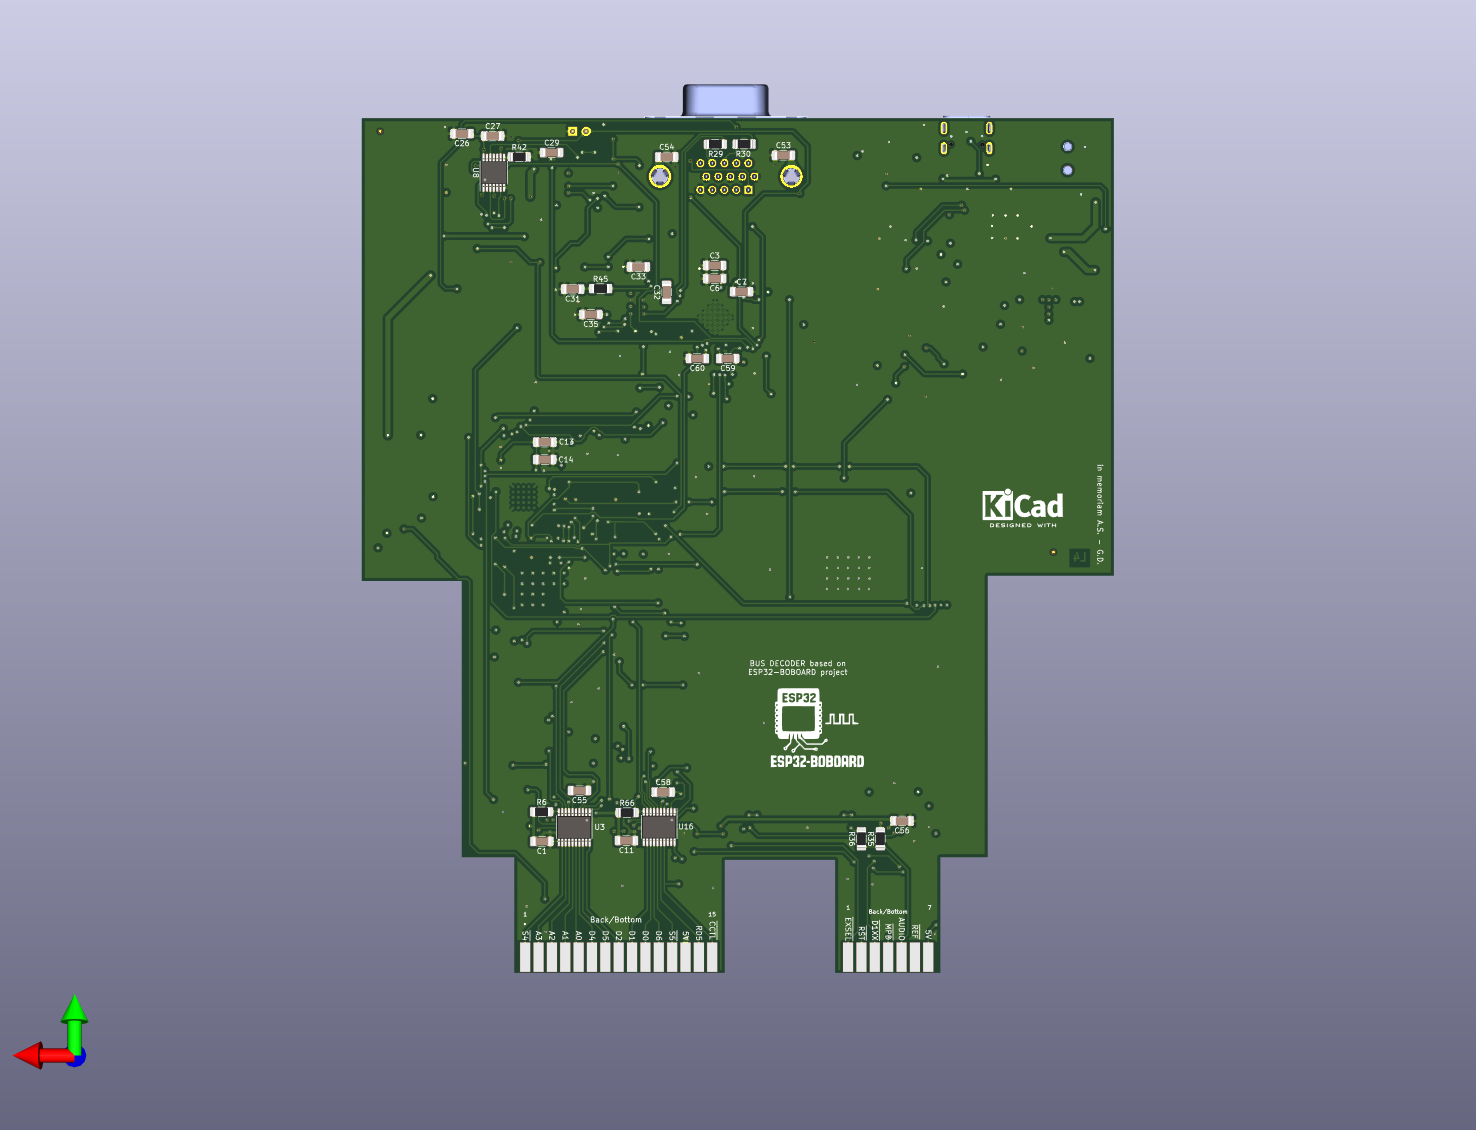 C27
C26
R42
C29
U8
C54
R29
R30
C53
C3
C6
C7
C33
R45
C31
C32
C35
C60
C59
C13
C14
In memoriam A.S. - G.D.
KiCad
DESIGNED WITH
L4
BUS DECODER based on
ESP32-BOBOARD project
ESP32
ESP32-BOBOARD
R6
C55
R66
C58
U3
U16
C1
C11
C56
R36
R35
1
Back/Bottom
15
S4
A3
A2
A1
A0
D4
D5
D2
D1
D0
D6
S5
5V
RD5
CCTL
1
Back/Bottom
7
EXSEL
RST
D1XX
MPB
AUDIO
REF
5V